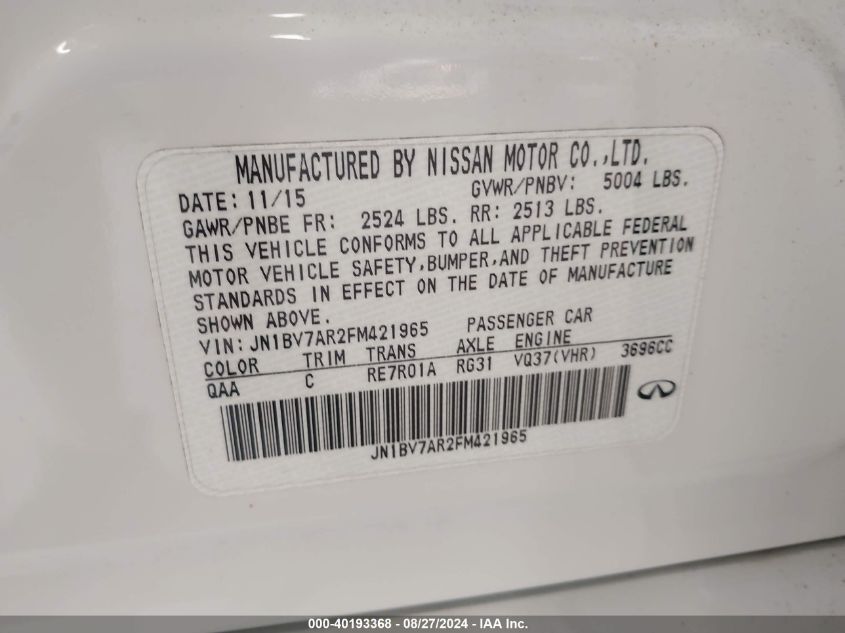 MANUFACTURED BY NISSAN MOTOR CO.,LTD.
DATE: 11/15 GVWR/PNBV: 5004 LBS.
GAWR/PNBE FR: 2524 LBS. RR: 2513 LBS.
THIS VEHICLE CONFORMS TO ALL APPLICABLE FEDERAL
MOTOR VEHICLE SAFETY,BUMPER,AND THEFT PREVENTION
STANDARDS IN EFFECT ON THE DATE OF MANUFACTURE
SHOWN ABOVE.
VIN: JN1BV7AR2FM421965 PASSENGER CAR
COLOR TRIM TRANS AXLE ENGINE
QAA C RE7R01A RG31 VQ37(VHR) 3696CC
JN1BV7AR2FM421965
000-40193368 - 08/27/2024 - IAA Inc.